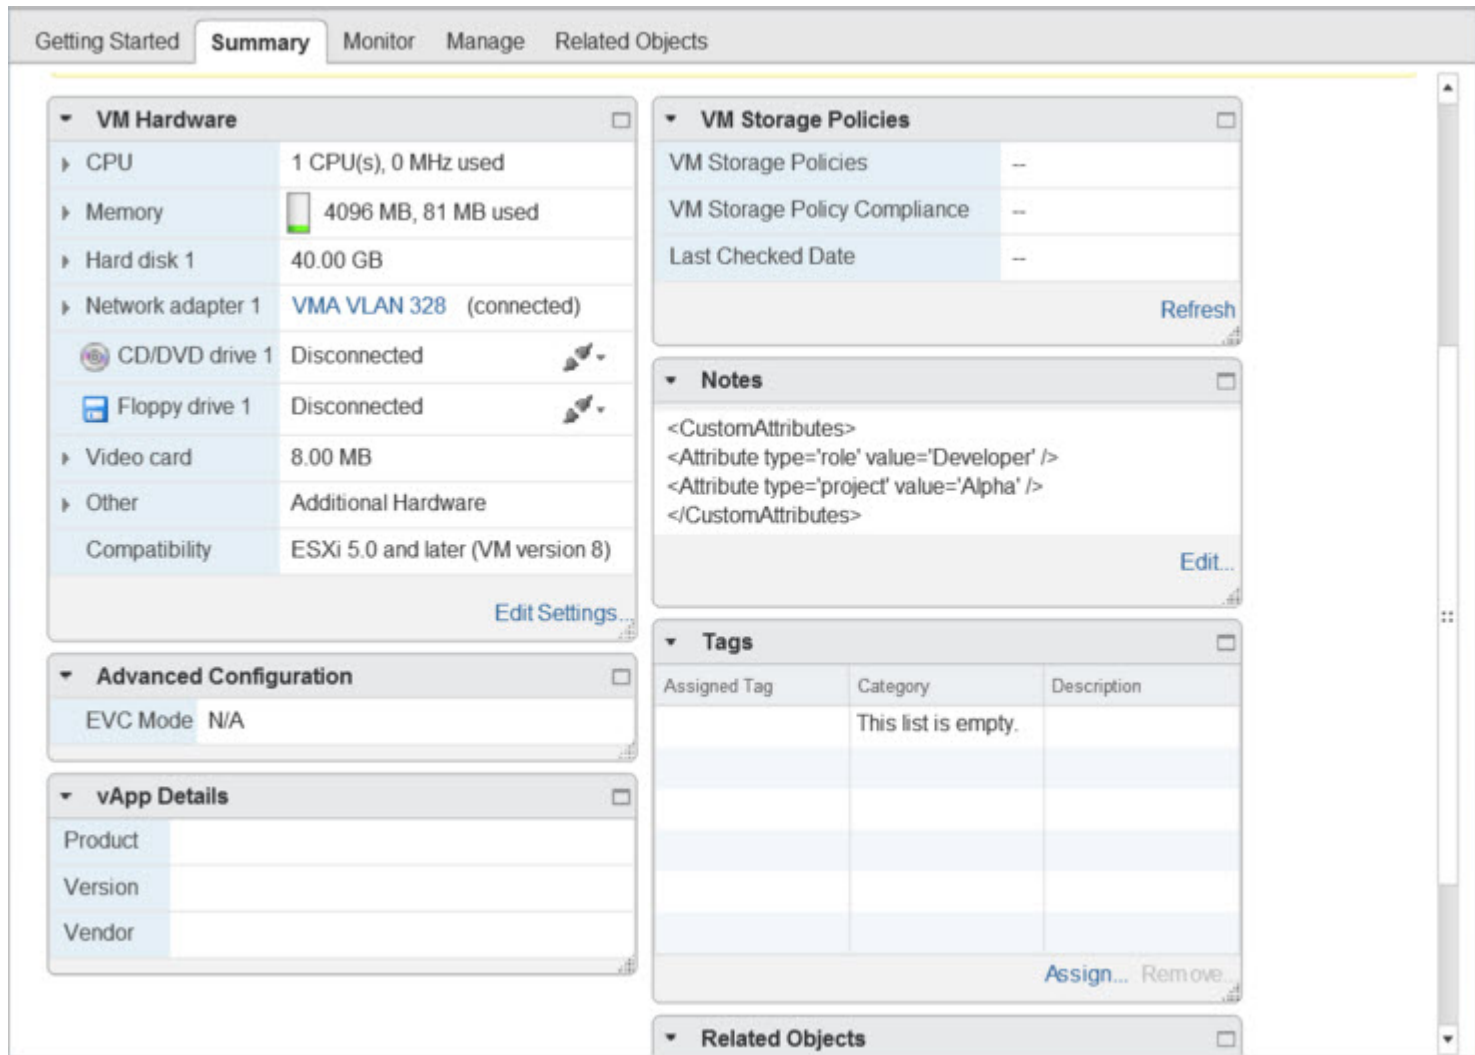 Getting Started Summary Monitor Manage Related Objects
VM Hardware
CPU 1 CPU(s), 0 MHz used
Memory 4096 MB, 81 MB used
Hard disk 1 40.00 GB
Network adapter 1 VMA VLAN 328 (connected)
CD/DVD drive 1 Disconnected
Floppy drive 1 Disconnected
Video card 8.00 MB
Other Additional Hardware
Compatibility ESXi 5.0 and later (VM version 8)
Edit Settings...
Advanced Configuration
EVC Mode N/A
vApp Details
Product
Version
Vendor
VM Storage Policies
VM Storage Policies --
VM Storage Policy Compliance --
Last Checked Date --
Refresh
Notes
<CustomAttributes>
<Attribute type='role' value='Developer' />
<Attribute type='project' value='Alpha' />
</CustomAttributes>
Edit...
Tags
Assigned Tag Category Description
This list is empty.
Assign... Remove...
Related Objects